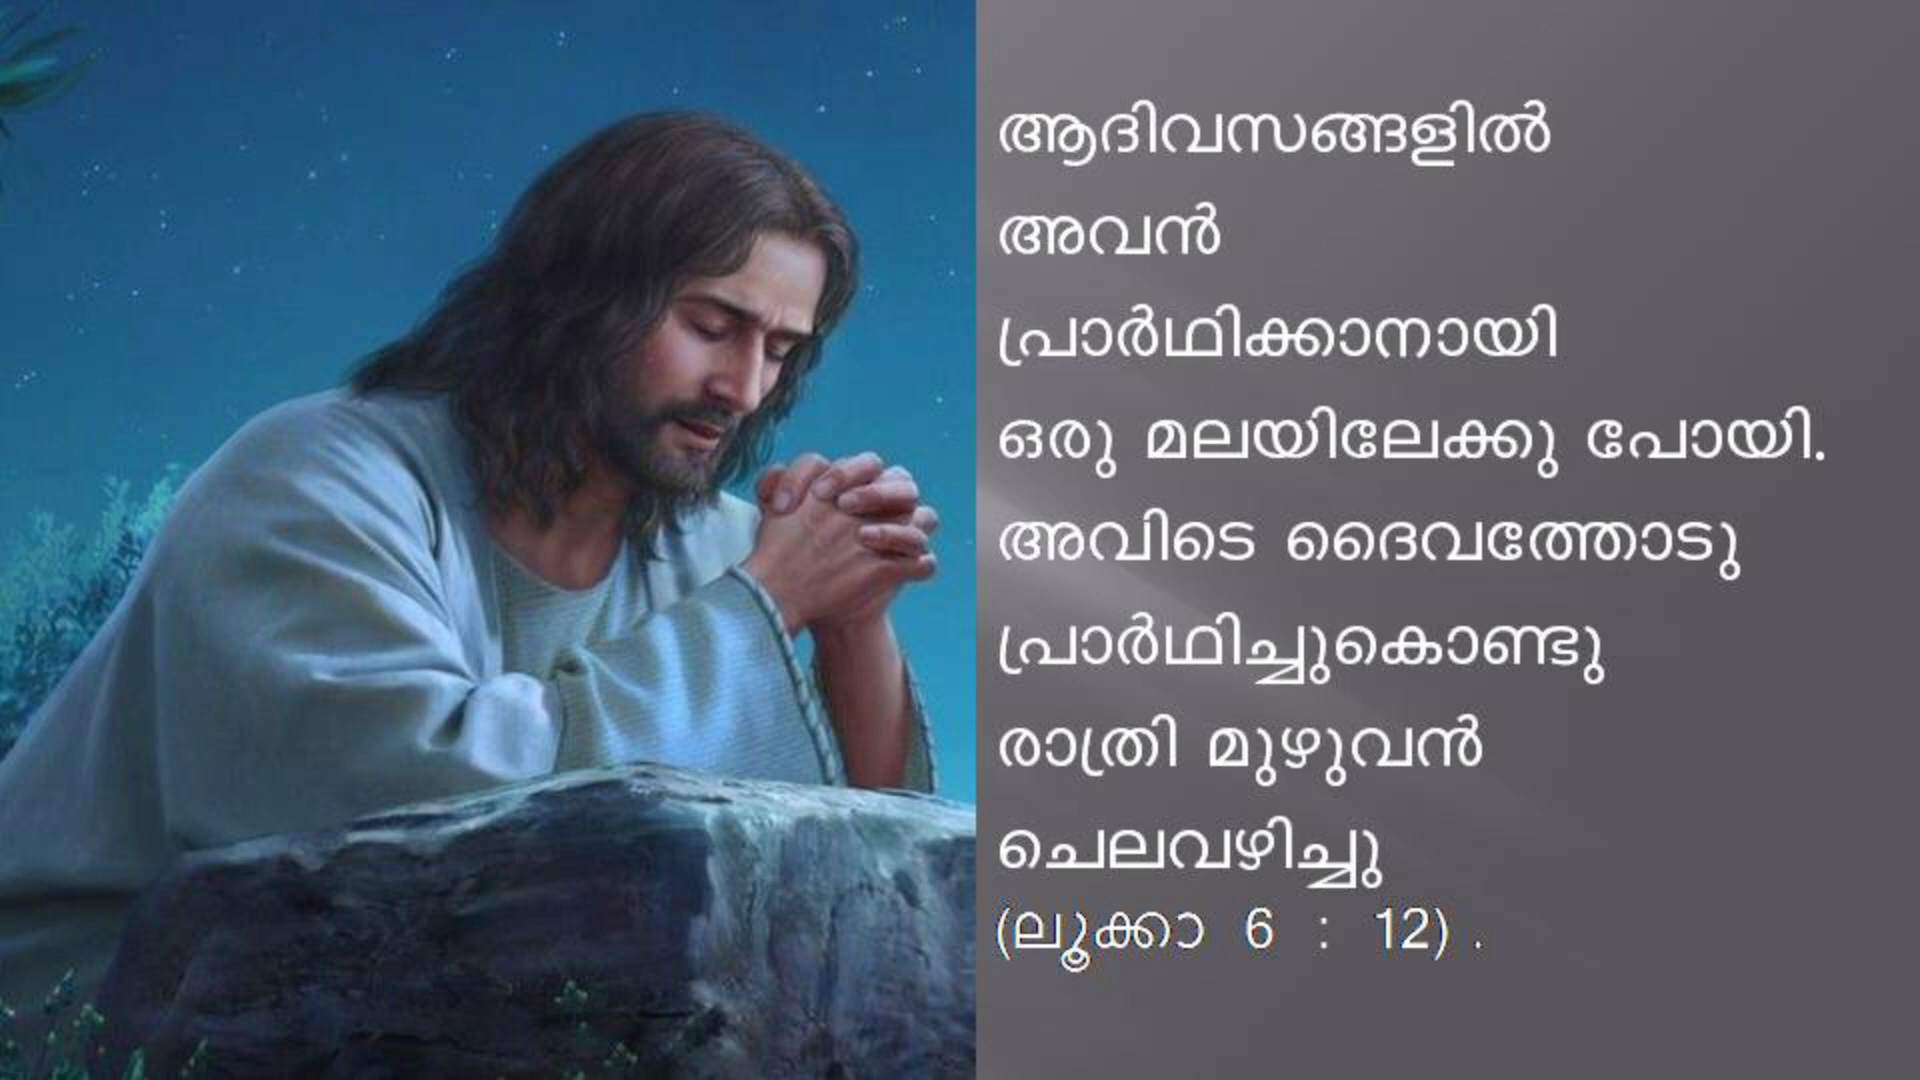 ആദിവസങ്ങളിൽ
അവൻ
പ്രാർഥിക്കാനായി
ഒരു മലയിലേക്കു പോയി.
അവിടെ ദൈവത്തോടു
പ്രാർഥിച്ചുകൊണ്ടു
രാത്രി മുഴുവൻ
ചെലവഴിച്ചു
(ലൂക്കാ 6 : 12) .